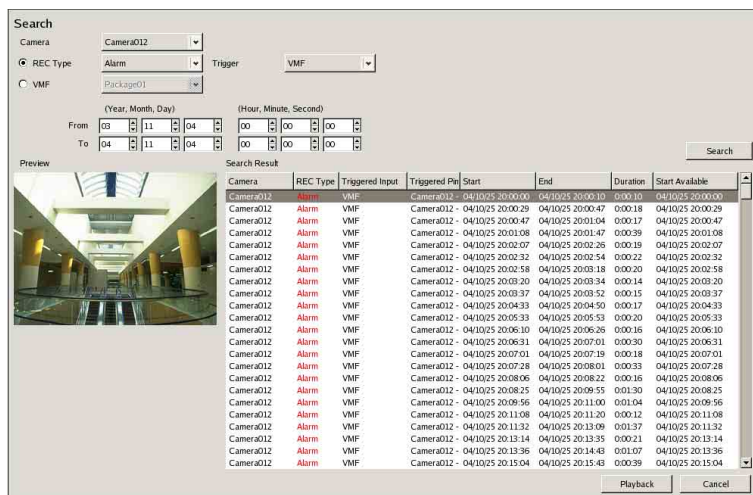 Search
Camera Camera012
REC Type Alarm Trigger VMF
VMF Package01
(Year, Month, Day) (Hour, Minute, Second)
From 03 11 04 00 00 00
To 04 11 04 00 00 00
Search
Preview Search Result
Camera REC Type Triggered Input Triggered Pin Start End Duration Start Available
Camera012 Alarm VMF Camera012 - 04/10/25 20:00:00 04/10/25 20:00:10 0:00:10 04/10/25 20:00:00
Camera012 Alarm VMF Camera012 - 04/10/25 20:00:29 04/10/25 20:00:47 0:00:18 04/10/25 20:00:29
Camera012 Alarm VMF Camera012 - 04/10/25 20:00:47 04/10/25 20:01:04 0:00:17 04/10/25 20:00:47
Camera012 Alarm VMF Camera012 - 04/10/25 20:01:08 04/10/25 20:01:47 0:00:39 04/10/25 20:01:08
Camera012 Alarm VMF Camera012 - 04/10/25 20:02:07 04/10/25 20:02:26 0:00:19 04/10/25 20:02:07
Camera012 Alarm VMF Camera012 - 04/10/25 20:02:32 04/10/25 20:02:54 0:00:22 04/10/25 20:02:32
Camera012 Alarm VMF Camera012 - 04/10/25 20:02:58 04/10/25 20:03:18 0:00:20 04/10/25 20:02:58
Camera012 Alarm VMF Camera012 - 04/10/25 20:03:20 04/10/25 20:03:34 0:00:14 04/10/25 20:03:20
Camera012 Alarm VMF Camera012 - 04/10/25 20:03:37 04/10/25 20:03:52 0:00:15 04/10/25 20:03:37
Camera012 Alarm VMF Camera012 - 04/10/25 20:04:33 04/10/25 20:04:50 0:00:17 04/10/25 20:04:33
Camera012 Alarm VMF Camera012 - 04/10/25 20:05:33 04/10/25 20:05:53 0:00:20 04/10/25 20:05:33
Camera012 Alarm VMF Camera012 - 04/10/25 20:06:10 04/10/25 20:06:26 0:00:16 04/10/25 20:06:10
Camera012 Alarm VMF Camera012 - 04/10/25 20:06:31 04/10/25 20:07:01 0:00:30 04/10/25 20:06:31
Camera012 Alarm VMF Camera012 - 04/10/25 20:07:01 04/10/25 20:07:19 0:00:18 04/10/25 20:07:01
Camera012 Alarm VMF Camera012 - 04/10/25 20:07:28 04/10/25 20:08:01 0:00:33 04/10/25 20:07:28
Camera012 Alarm VMF Camera012 - 04/10/25 20:08:06 04/10/25 20:08:22 0:00:16 04/10/25 20:08:06
Camera012 Alarm VMF Camera012 - 04/10/25 20:08:25 04/10/25 20:09:55 0:01:30 04/10/25 20:08:25
Camera012 Alarm VMF Camera012 - 04/10/25 20:09:56 04/10/25 20:11:00 0:01:04 04/10/25 20:09:56
Camera012 Alarm VMF Camera012 - 04/10/25 20:11:08 04/10/25 20:11:20 0:00:12 04/10/25 20:11:08
Camera012 Alarm VMF Camera012 - 04/10/25 20:11:32 04/10/25 20:13:09 0:01:37 04/10/25 20:11:32
Camera012 Alarm VMF Camera012 - 04/10/25 20:13:14 04/10/25 20:13:35 0:00:21 04/10/25 20:13:14
Camera012 Alarm VMF Camera012 - 04/10/25 20:13:36 04/10/25 20:14:43 0:01:07 04/10/25 20:13:36
Camera012 Alarm VMF Camera012 - 04/10/25 20:15:04 04/10/25 20:15:43 0:00:39 04/10/25 20:15:04
Playback Cancel